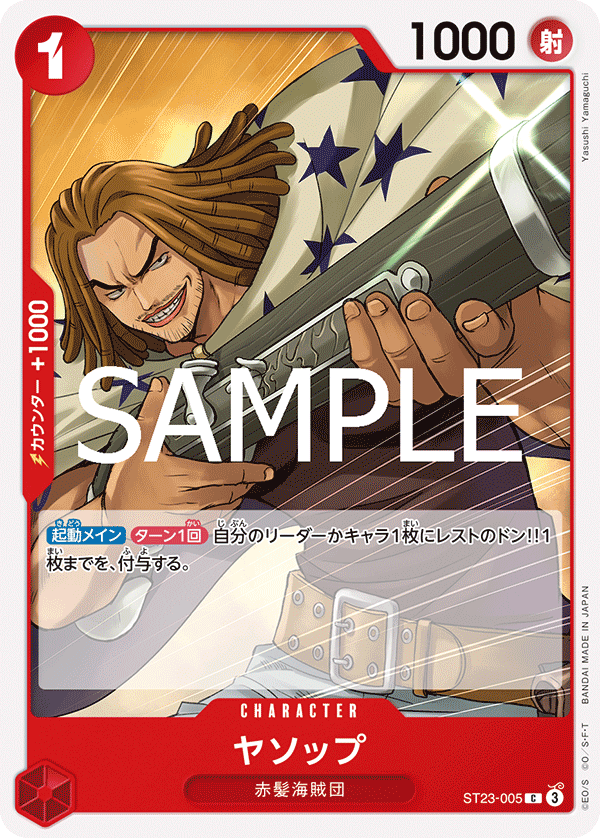 1
1000 射
Yasushi Yamaguchi
カウンター +1000
SAMPLE
起動メイン ターン1回 自分のリーダーかキャラ1枚にレストのドン!!1
枚までを、付与する。
CHARACTER
ヤソップ
赤髪海賊団
ST23-005 C 3
©E.O/S ©O/S・F・T BANDAI MADE IN JAPAN